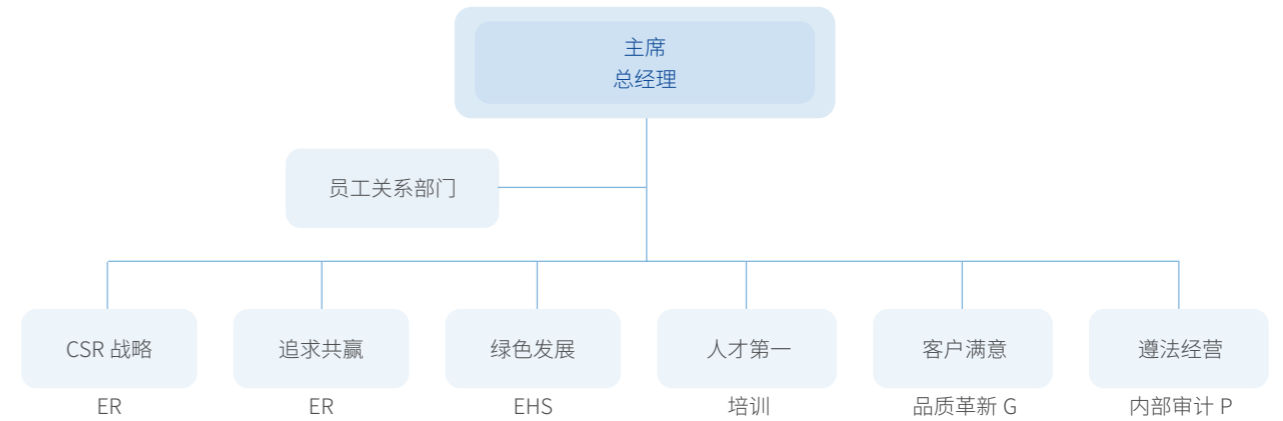 主席
总经理
员工关系部门
CSR 战略
追求共赢
绿色发展
人才第一
客户满意
遵法经营
ER
ER
EHS
培训
品质革新 G
内部审计 P